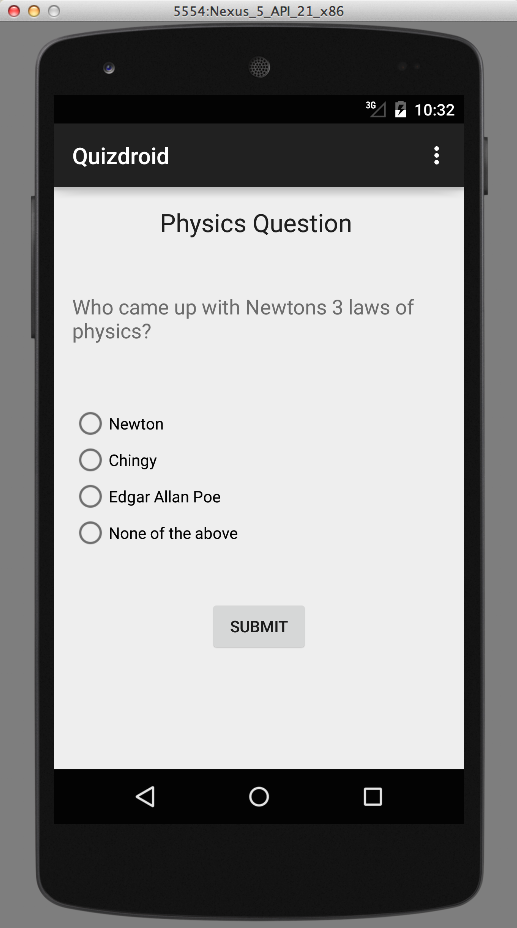 5554:Nexus_5_API_21_x86
3G 10:32
Quizdroid
Physics Question
Who came up with Newtons 3 laws of
physics?
Newton
Chingy
Edgar Allan Poe
None of the above
SUBMIT